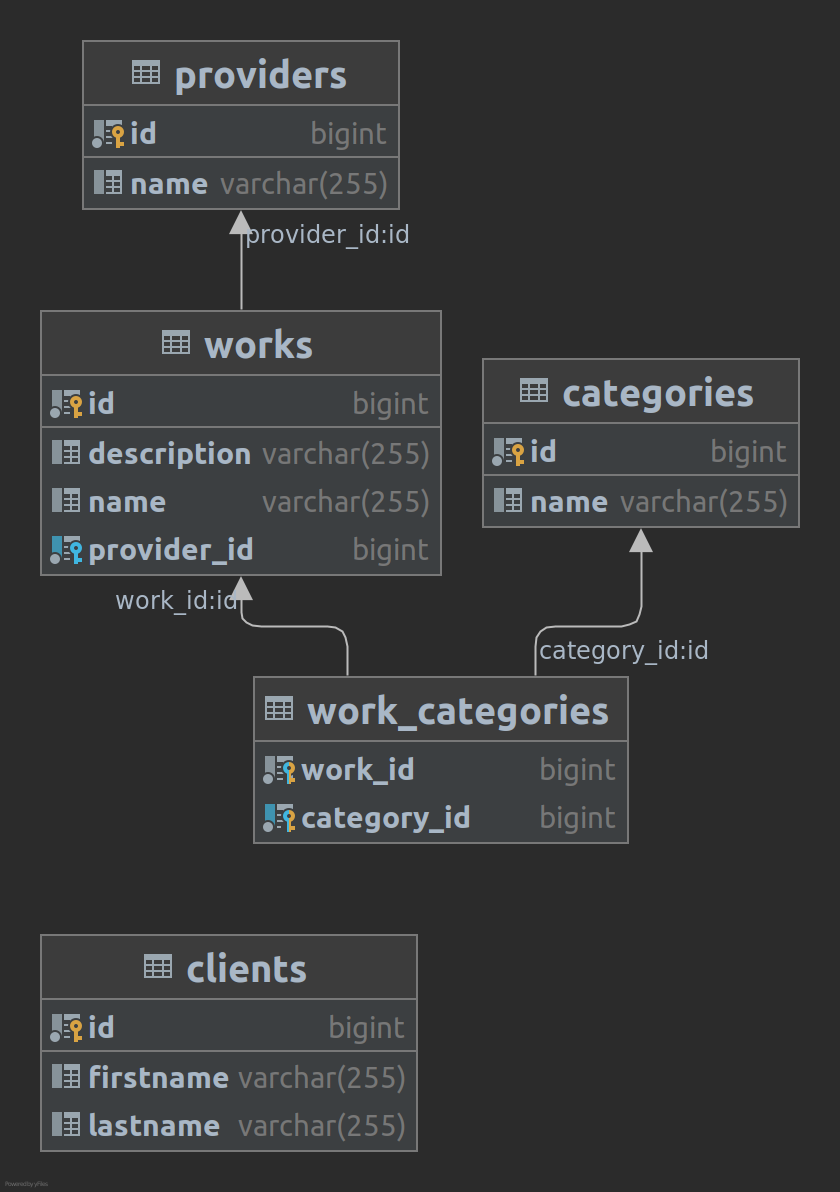 providers
id bigint
name varchar(255)
provider_id:id
works
id bigint
description varchar(255)
name varchar(255)
provider_id bigint
categories
id bigint
name varchar(255)
work_id:id
category_id:id
work_categories
work_id bigint
category_id bigint
clients
id bigint
firstname varchar(255)
lastname varchar(255)
Powered by yFiles